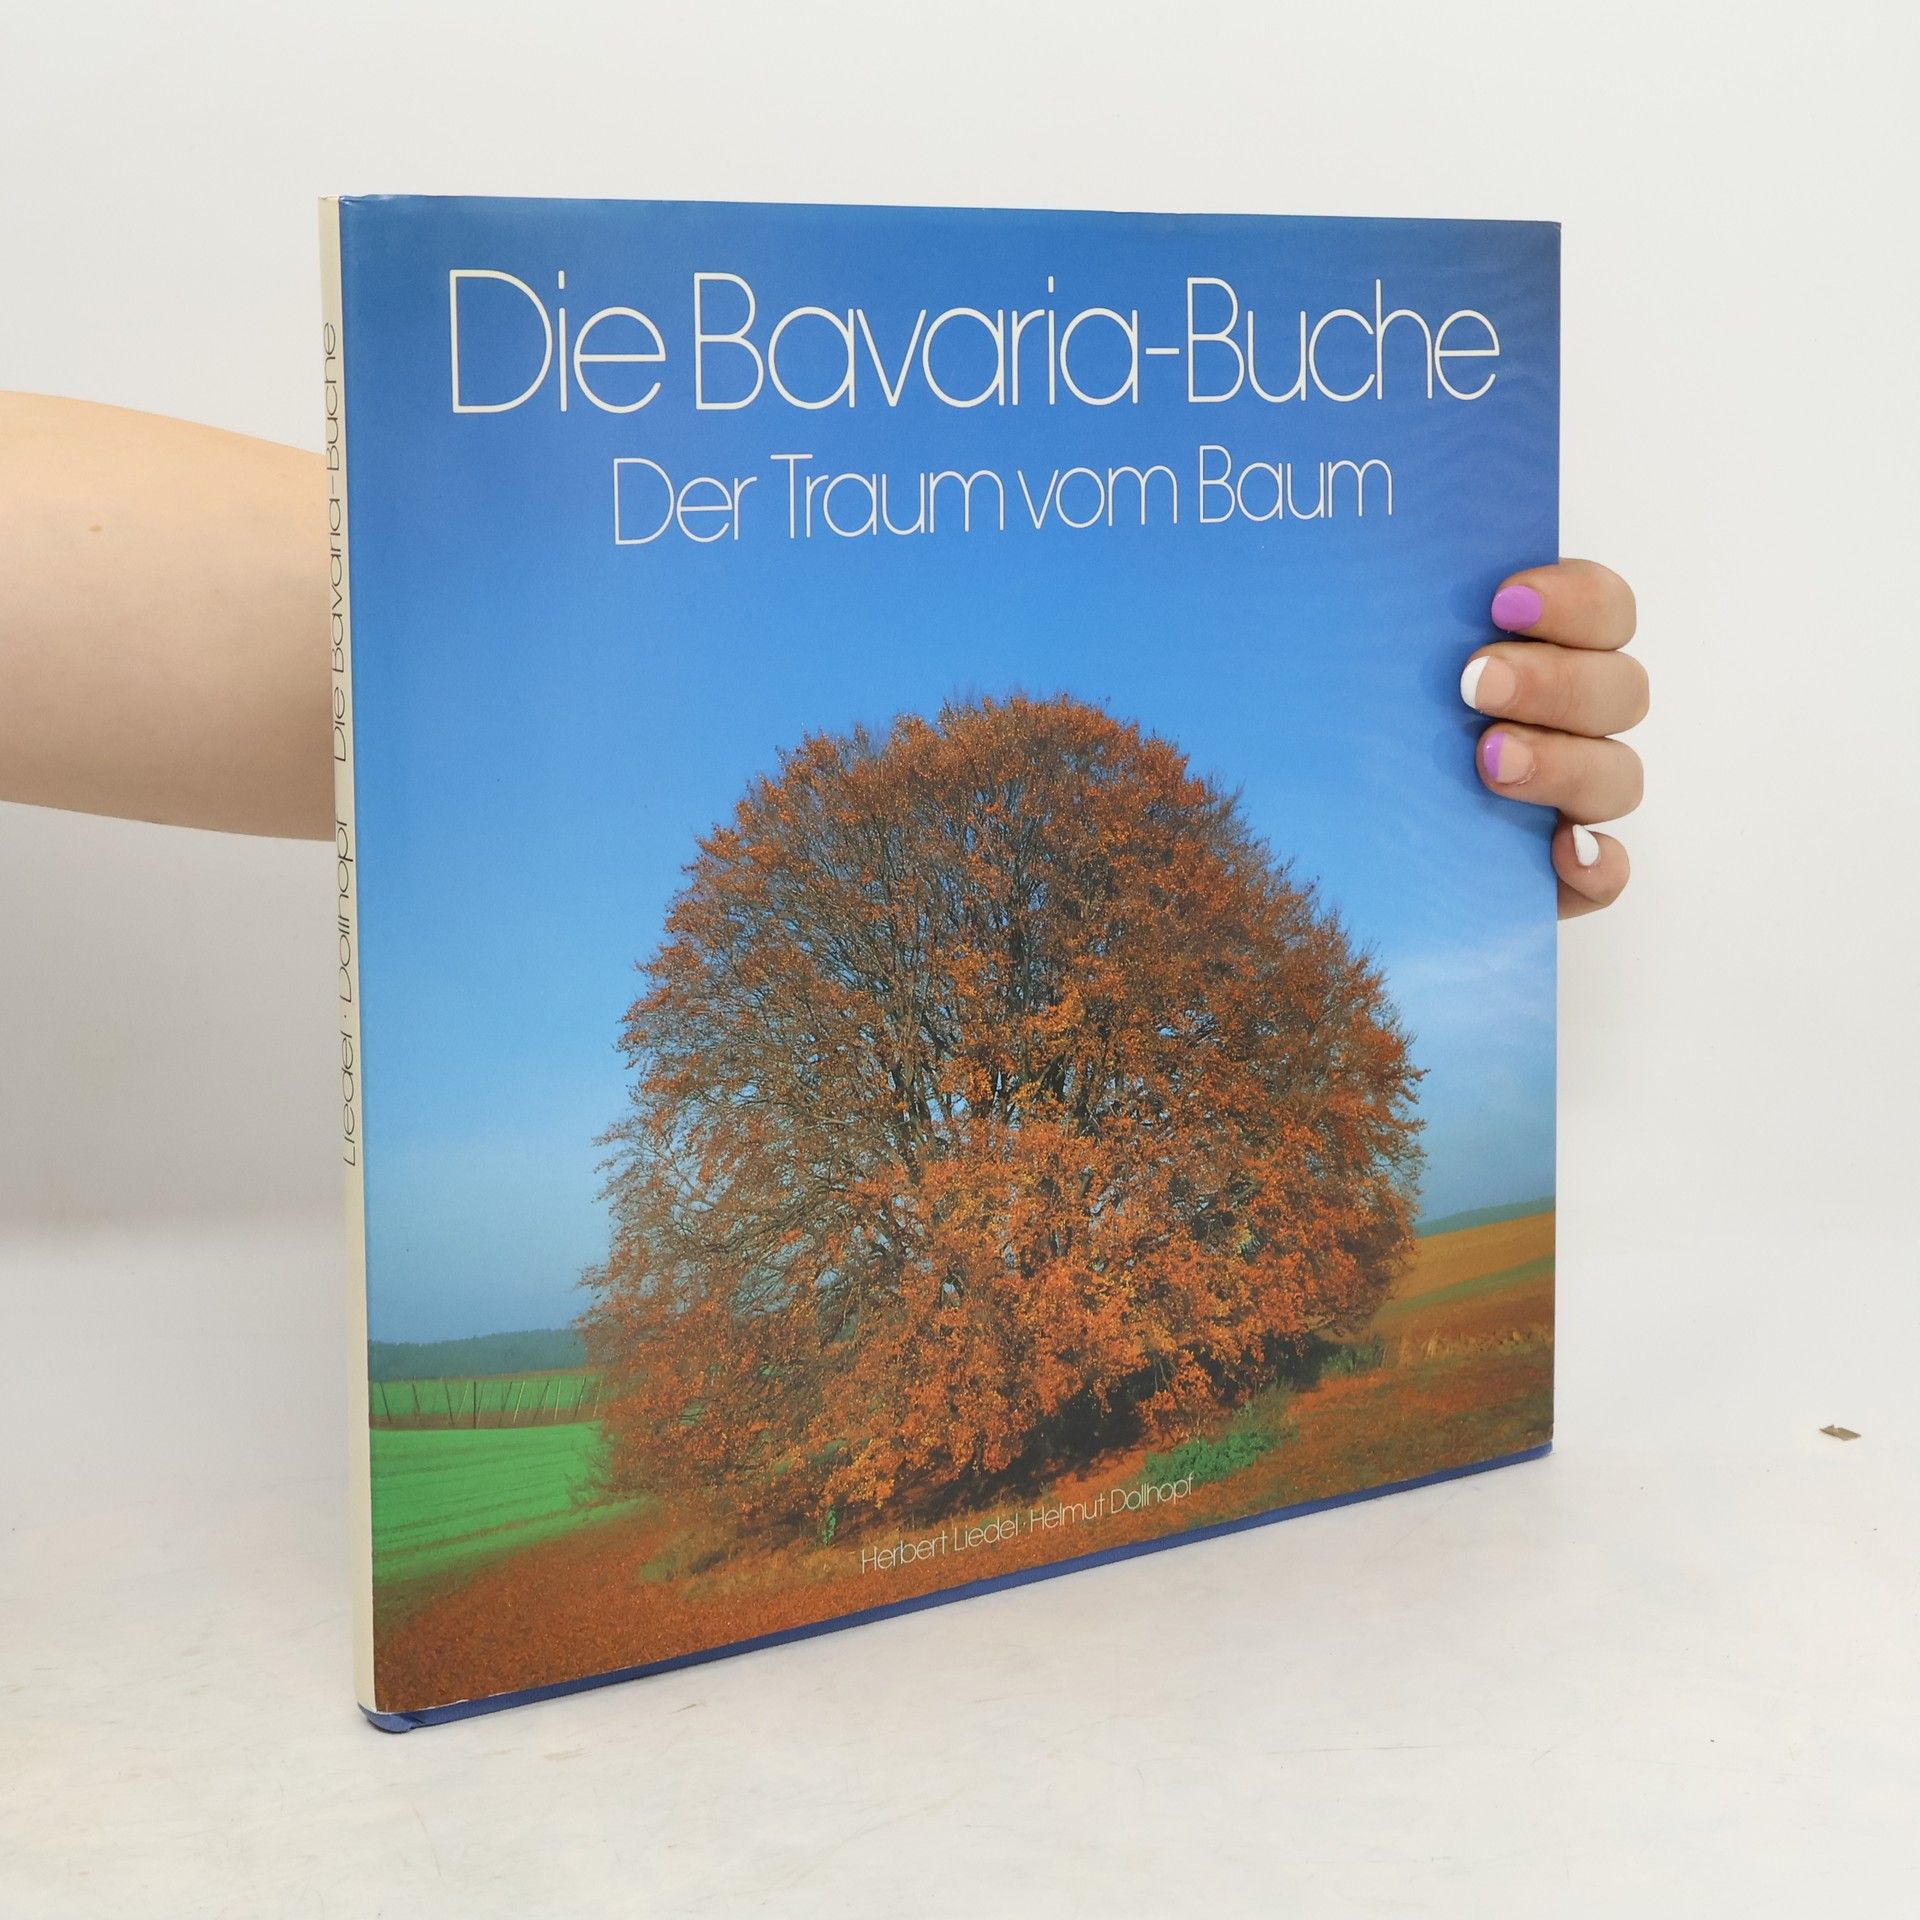 Die Bavaria-Buche
Der Traum vom Baum
Herbert Liedel · Helmut Dollhopf
Liedel · Dollhopf Die Bavaria-Buche